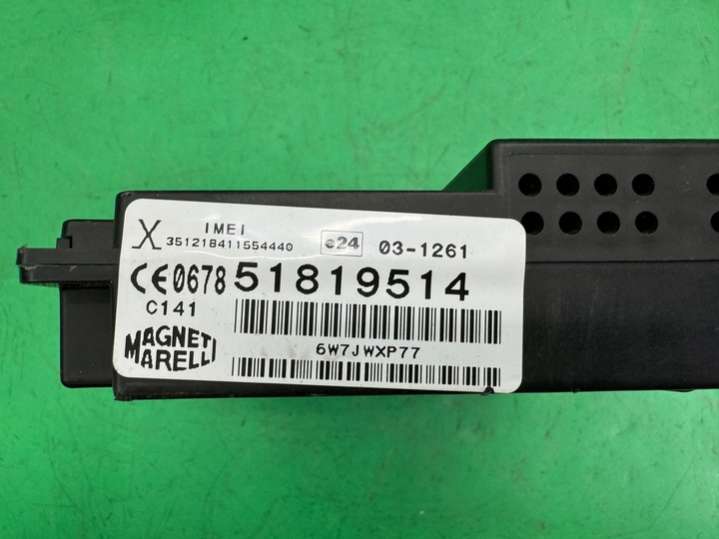 X IMEI
351218411554440 e24 03-1261
CE0678 51819514
C141
MAGNETI
MARELLI
6W7JWXP77